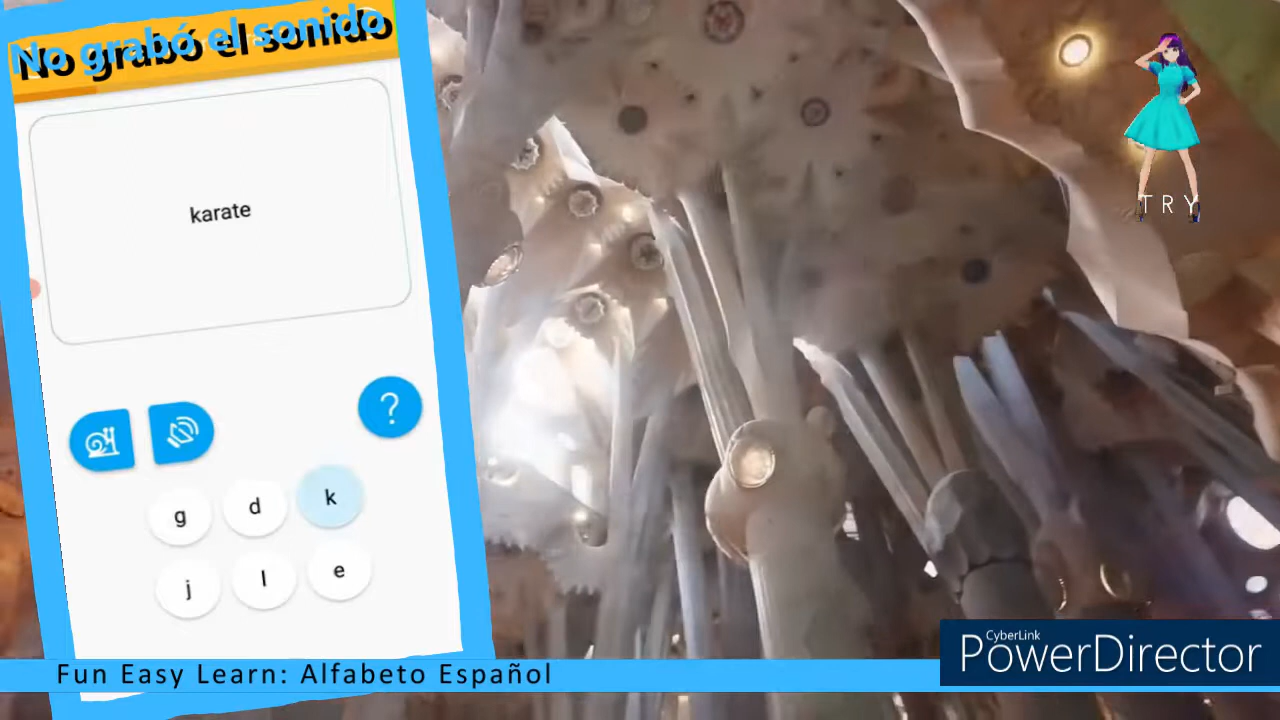 No grabó el sonido
karate
?
g d k
j l e
TRY
Fun Easy Learn: Alfabeto Español
CyberLink
PowerDirector